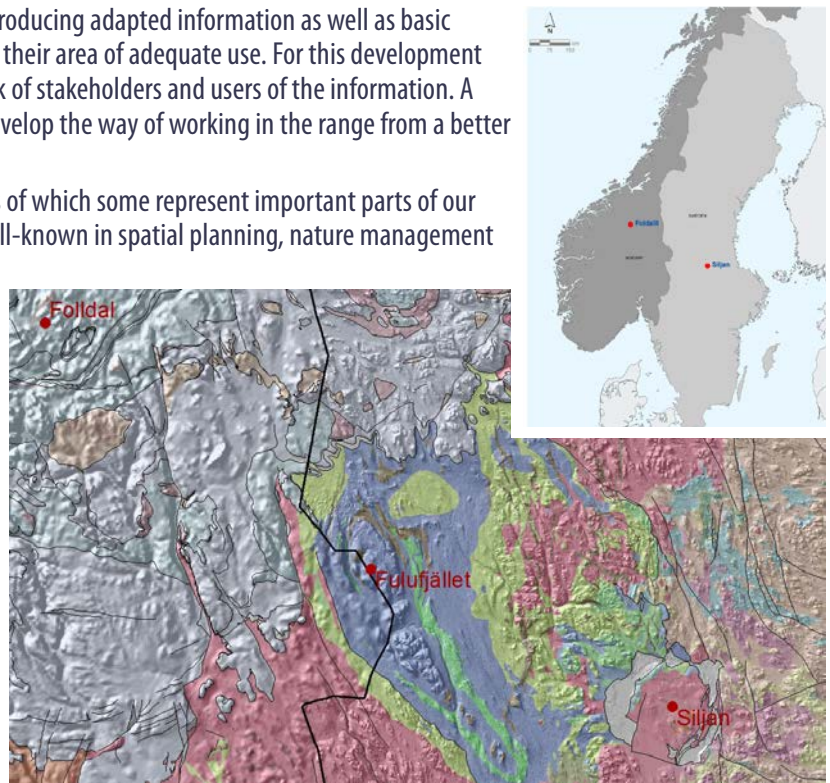 roducing adapted information as well as basic
their area of adequate use. For this development
k of stakeholders and users of the information. A
velop the way of working in the range from a better
s of which some represent important parts of our
ll-known in spatial planning, nature management
N
Folldal
Siljan
Folldal
Fulufjället
Siljan